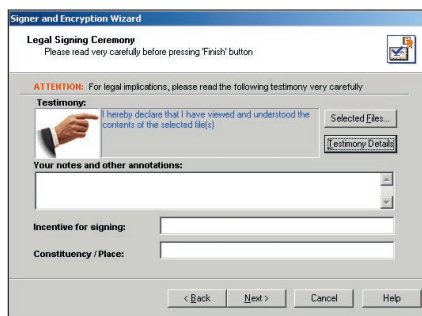 Signer and Encryption Wizard
Legal Signing Ceremony
Please read very carefully before pressing 'Finish' button
ATTENTION: For legal implications, please read the following testimony very carefully
Testimony:
I hereby declare that I have viewed and understood the
contents of the selected file(s)
Selected Files...
Testimony Details
Your notes and other annotations:
Incentive for signing:
Constituency / Place:
< Back
Next >
Cancel
Help